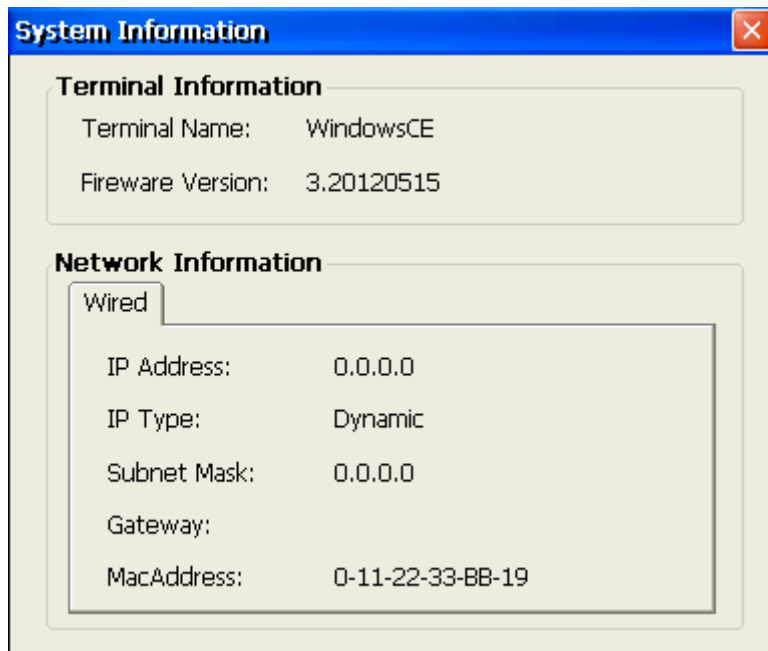 System Information
Terminal Information
Terminal Name: WindowsCE
Fireware Version: 3.20120515
Network Information
Wired
IP Address: 0.0.0.0
IP Type: Dynamic
Subnet Mask: 0.0.0.0
Gateway:
MacAddress: 0-11-22-33-BB-19